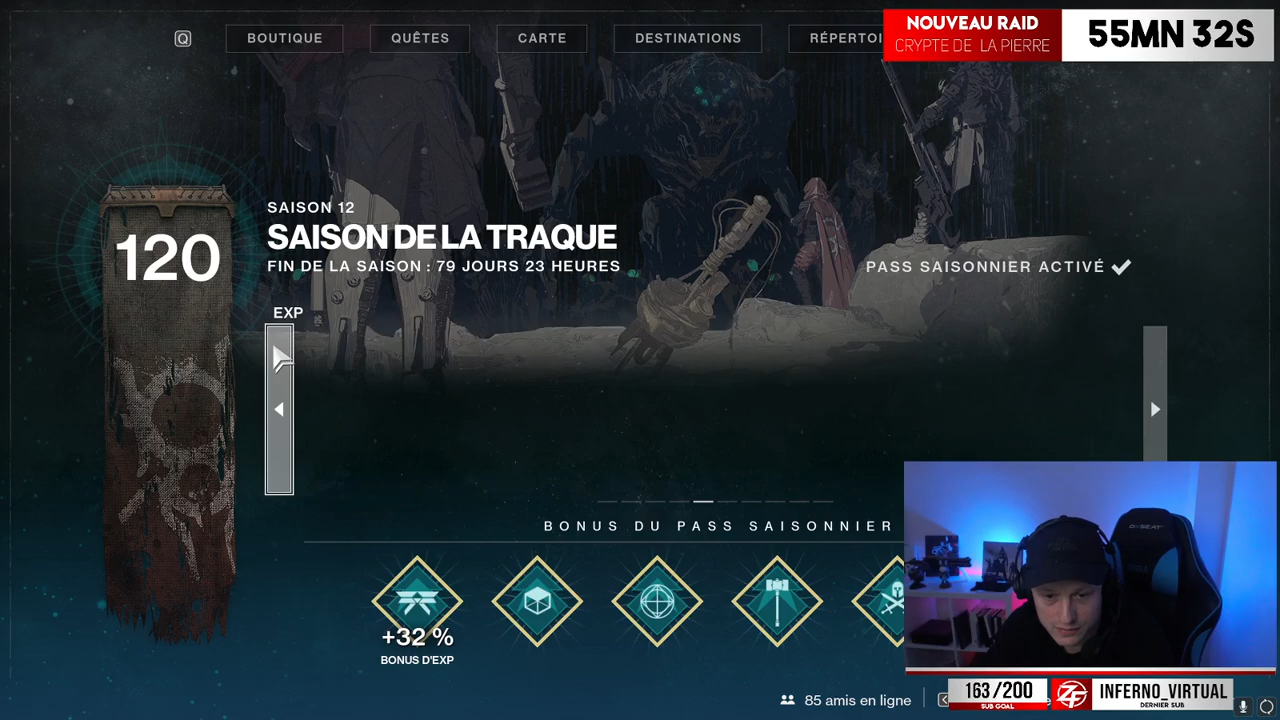 Q
BOUTIQUE
CARTE
DESTINATIONS
NOUVEAU RAID
CRYPTE DE LA PIERRE
55MN 32S
SAISON 12
120
SAISON DE LA TRAQUE
FIN DE LA SAISON : 79 JOURS 23 HEURES
PASS SAISONNIER ACTIVÉ
EXP
BONUS DU PASS SAISONNIER
+32 %
BONUS D'EXP
85 amis en ligne
163/200
SUB GOAL
INFERNO_VIRTUAL
DERNIER SUB